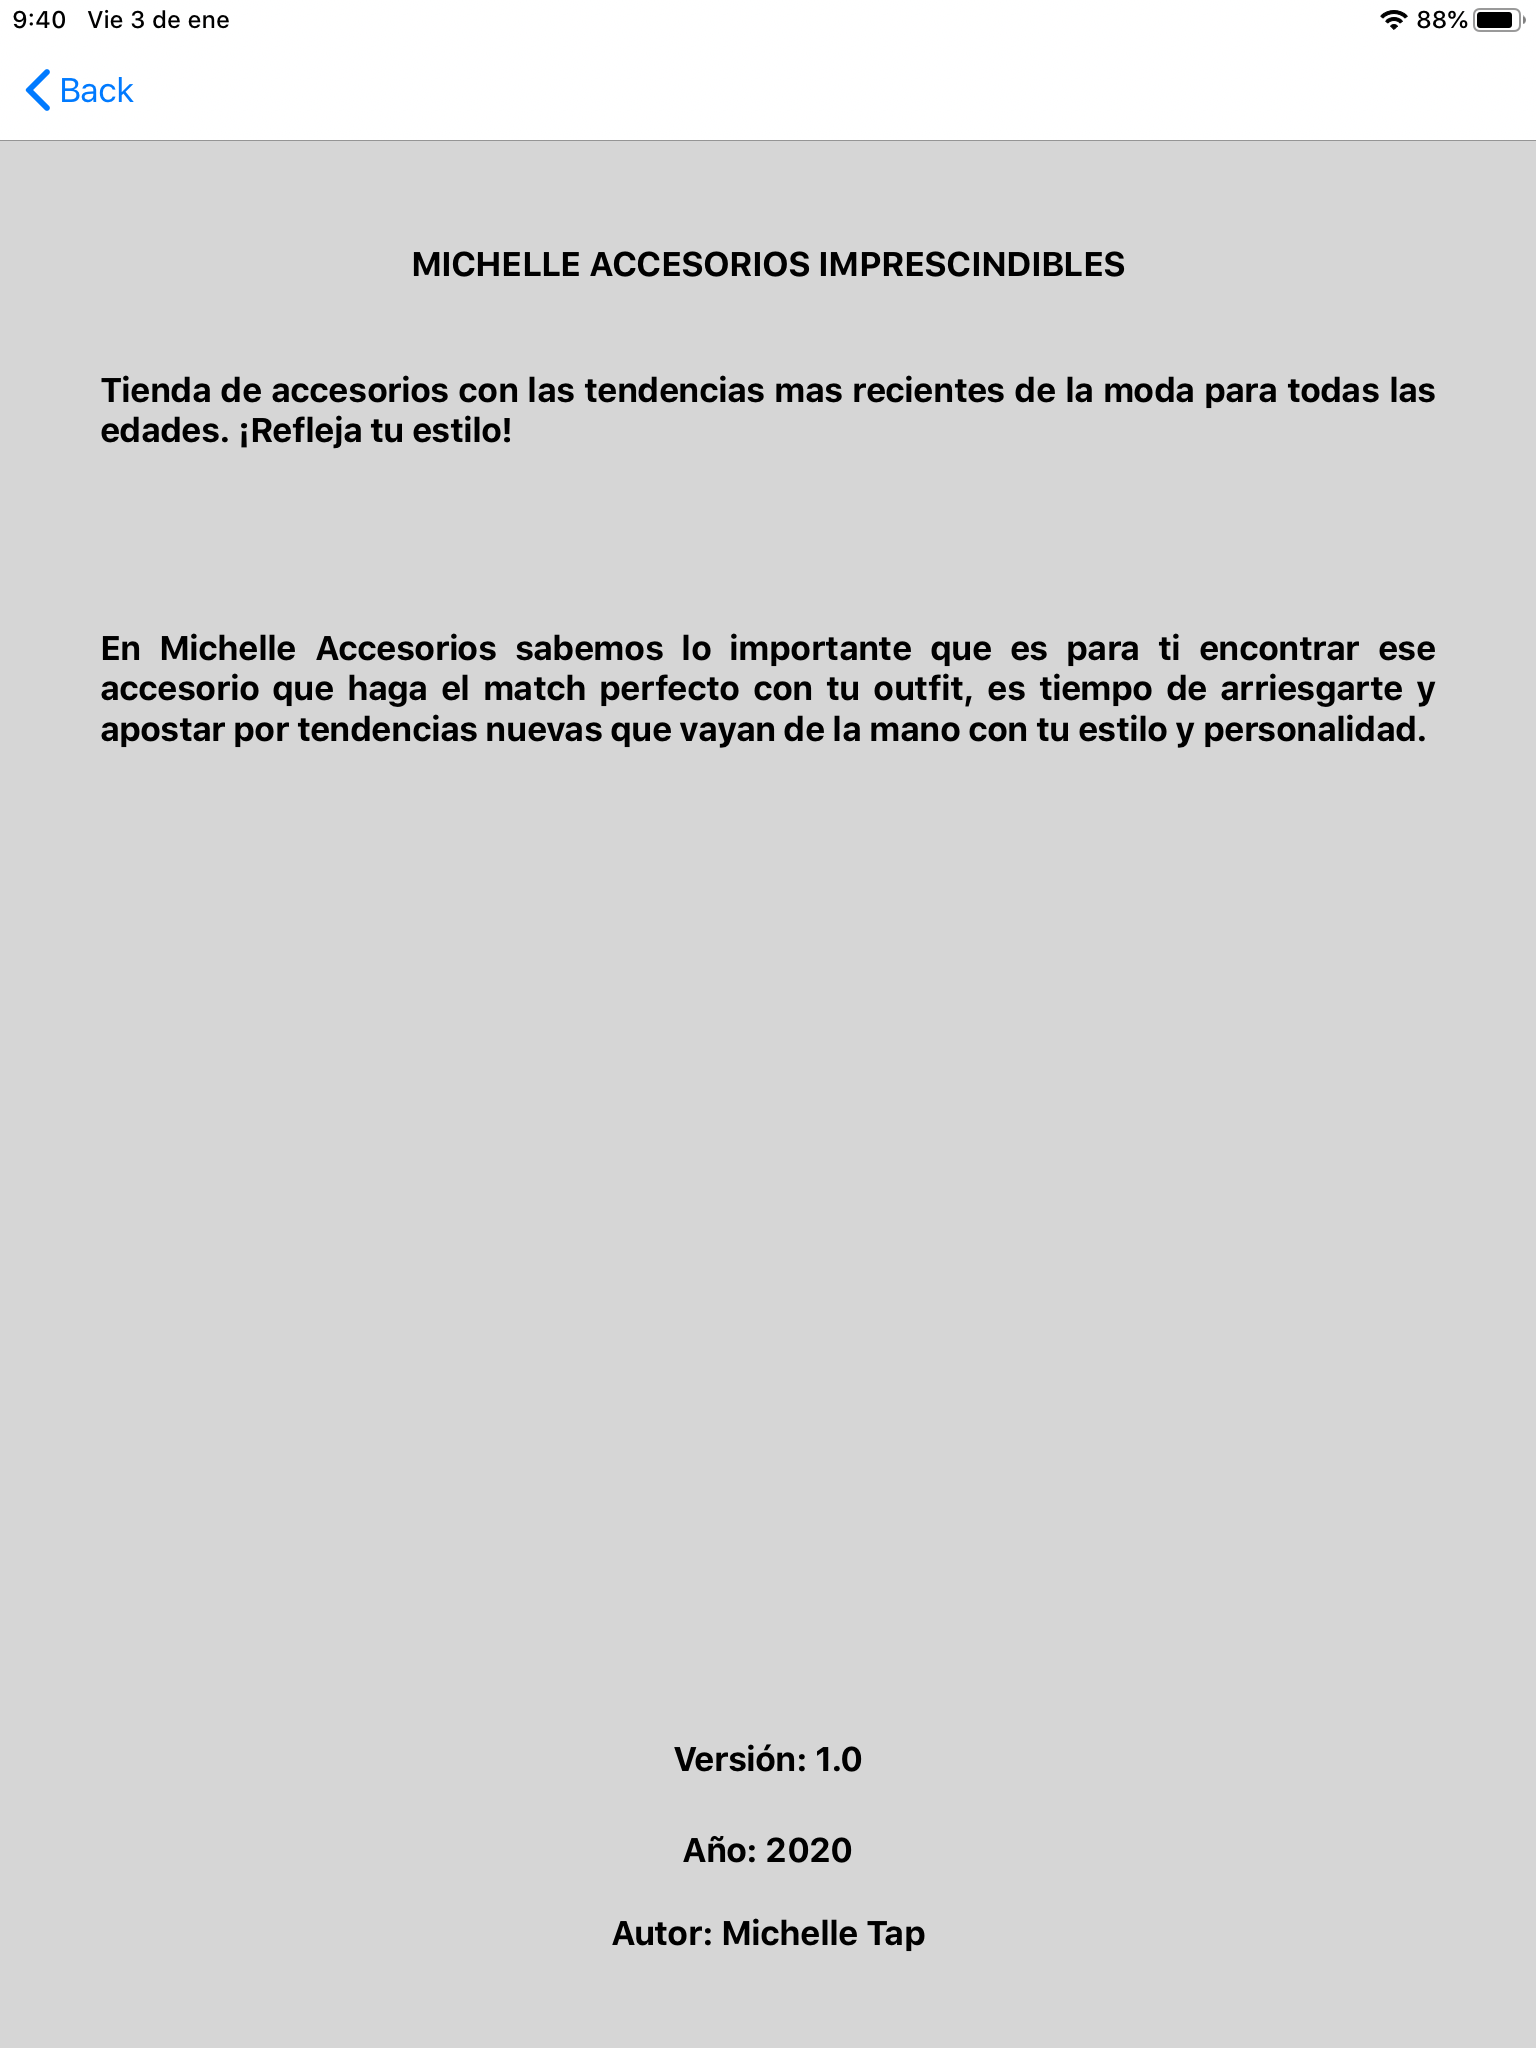 9:40 Vie 3 de ene 88%
Back
MICHELLE ACCESORIOS IMPRESCINDIBLES
Tienda de accesorios con las tendencias mas recientes de la moda para todas las
edades. ¡Refleja tu estilo!
En Michelle Accesorios sabemos lo importante que es para ti encontrar ese
accesorio que haga el match perfecto con tu outfit, es tiempo de arriesgarte y
apostar por tendencias nuevas que vayan de la mano con tu estilo y personalidad.
Versión: 1.0
Año: 2020
Autor: Michelle Tap